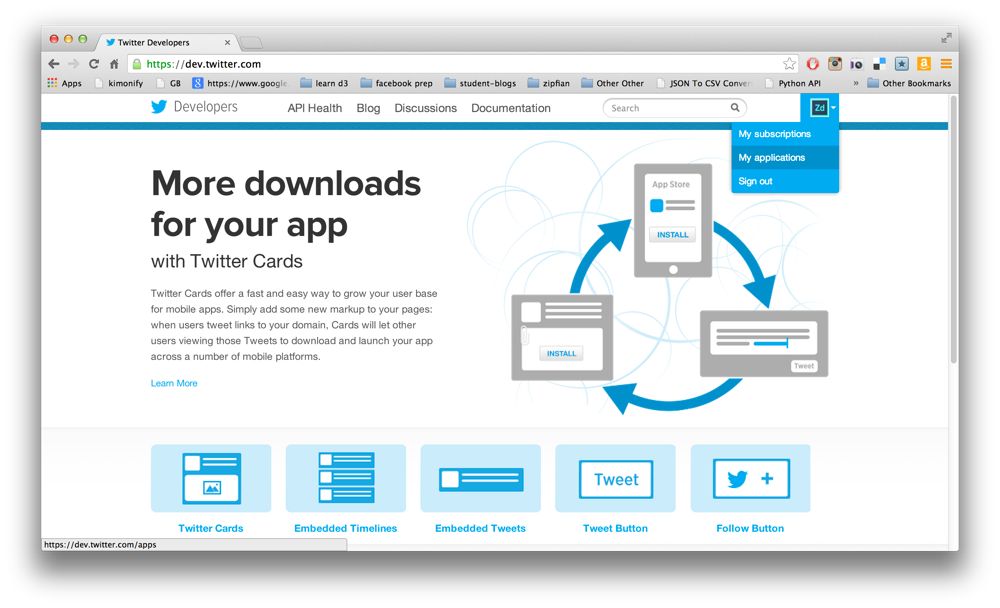 Twitter Developers
https://dev.twitter.com
Apps kimonify GB https://www.google. learn d3 facebook prep student-blogs zipfian Other Other JSON To CSV Conver Python API » Other Bookmarks
Developers API Health Blog Discussions Documentation Search Zd
My subscriptions
My applications
Sign out
More downloads
for your app
with Twitter Cards
Twitter Cards offer a fast and easy way to grow your user base
for mobile apps. Simply add some new markup to your pages:
when users tweet links to your domain, Cards will let other
users viewing those Tweets to download and launch your app
across a number of mobile platforms.
Learn More
App Store
INSTALL
INSTALL
Tweet
Tweet
Twitter Cards Embedded Timelines Embedded Tweets Tweet Button Follow Button
https://dev.twitter.com/apps